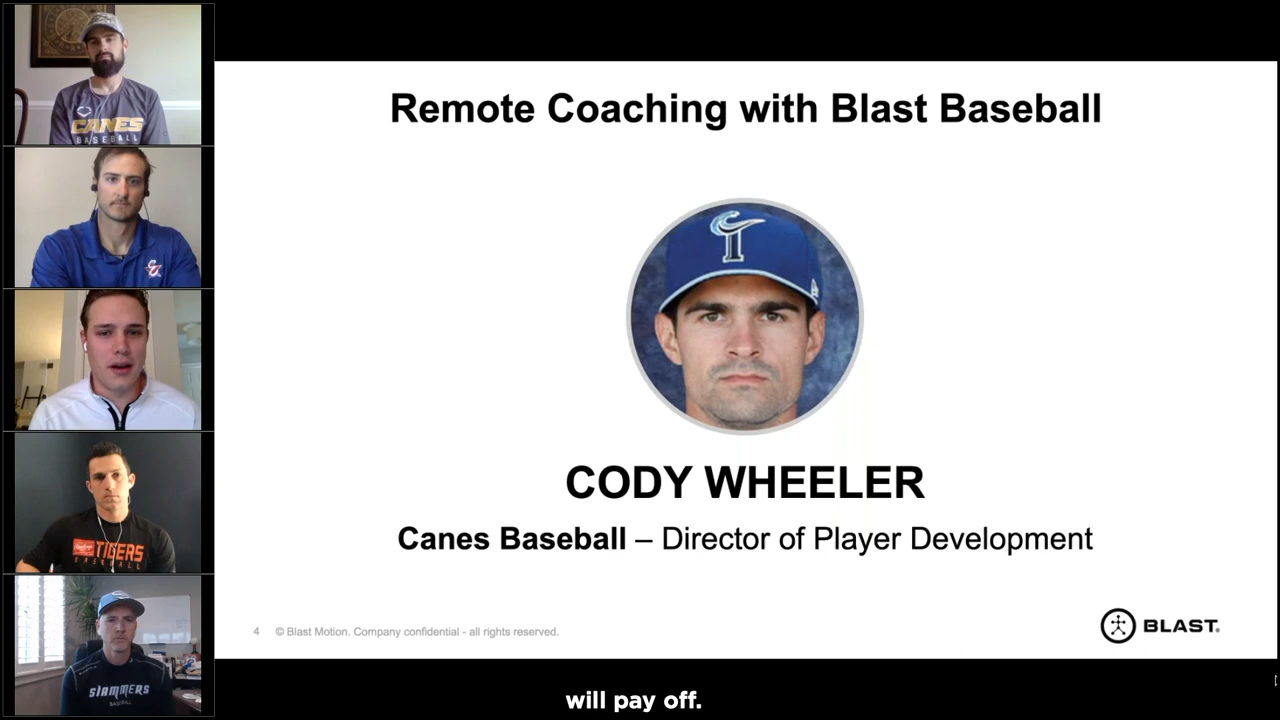 CANES
BASEBALL
Rawlings
TIGERS
BASEBALL
SLAMMERS
BASEBALL
Remote Coaching with Blast Baseball
CODY WHEELER
Canes Baseball – Director of Player Development
4 © Blast Motion. Company confidential - all rights reserved.
BLAST®
will pay off.